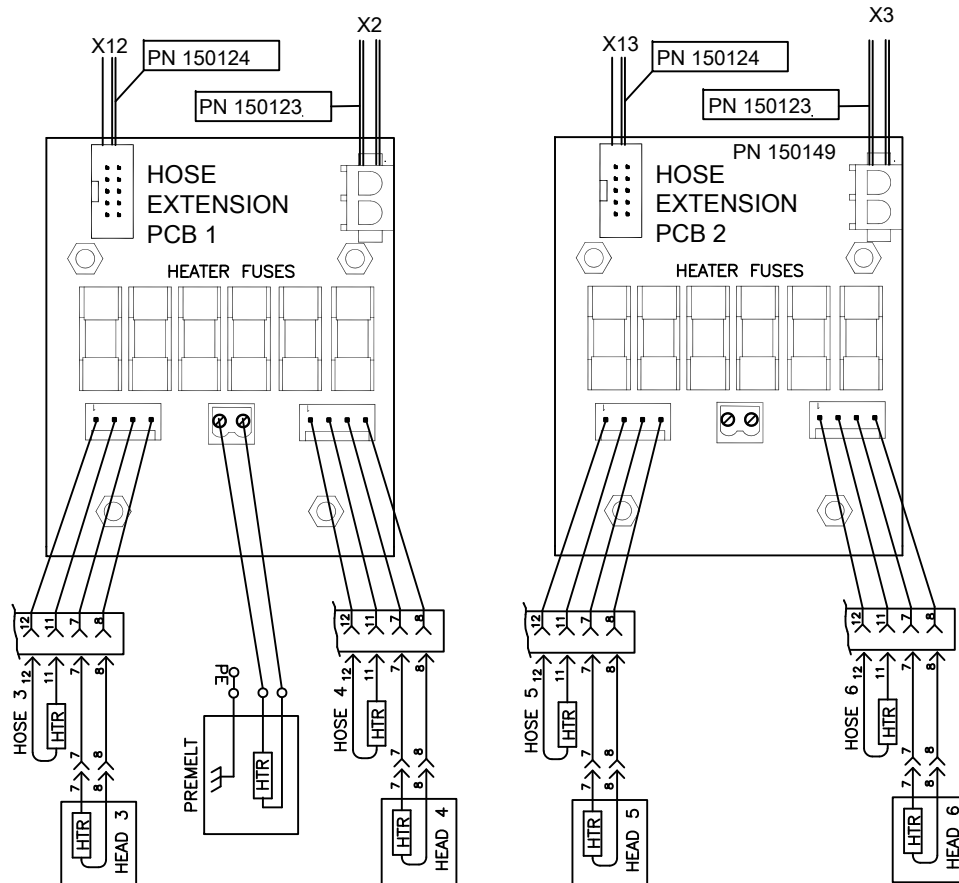 X12
X2
PN 150124
PN 150123
HOSE
EXTENSION
PCB 1
HEATER FUSES
12
11
7
8
12
11
7
8
HOSE 3
HTR
7
8
HTR
HEAD 3
PE
PREMELT
HTR
12
11
7
8
12
11
7
8
HOSE 4
HTR
7
8
HTR
HEAD 4
X13
X3
PN 150124
PN 150123
PN 150149
HOSE
EXTENSION
PCB 2
HEATER FUSES
12
11
7
8
12
11
7
8
HOSE 5
HTR
7
8
HTR
HEAD 5
12
11
7
8
12
11
7
8
HOSE 6
HTR
7
8
HTR
HEAD 6